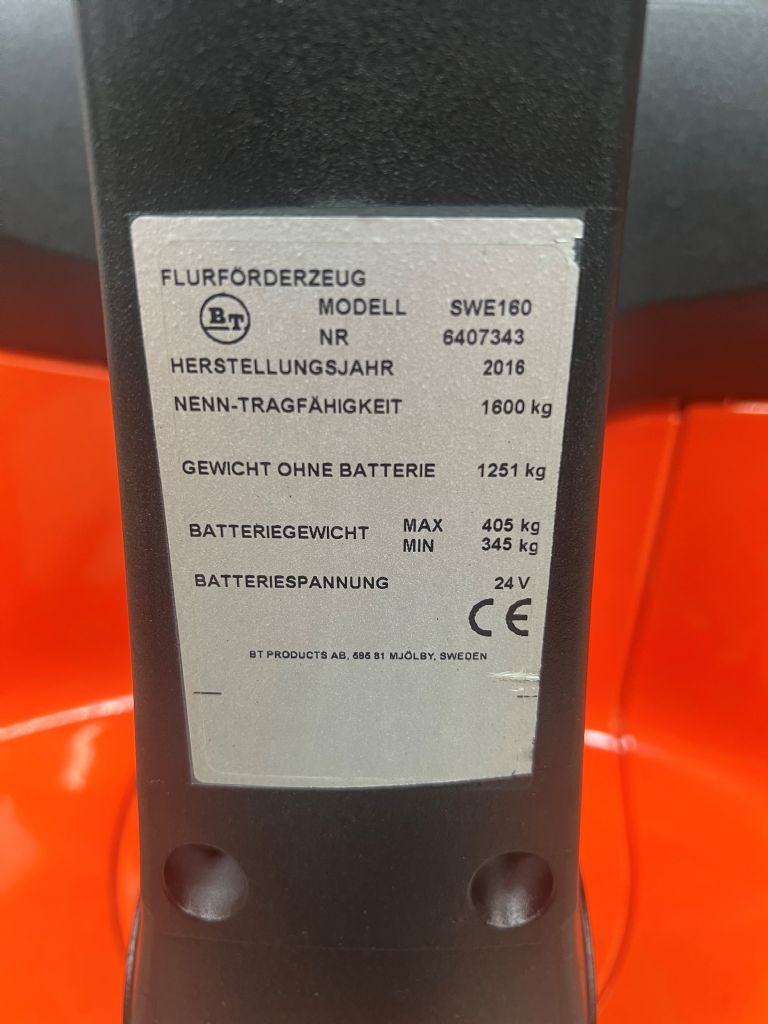 FLURFÖRDERZEUG
BT MODELL SWE160
NR 6407343
HERSTELLUNGSJAHR 2016
NENN-TRAGFÄHIGKEIT 1600 kg
GEWICHT OHNE BATTERIE 1251 kg
BATTERIEGEWICHT MAX 405 kg
MIN 345 kg
BATTERIESPANNUNG 24 V
CE
BT PRODUCTS AB, 595 81 MJÖLBY, SWEDEN